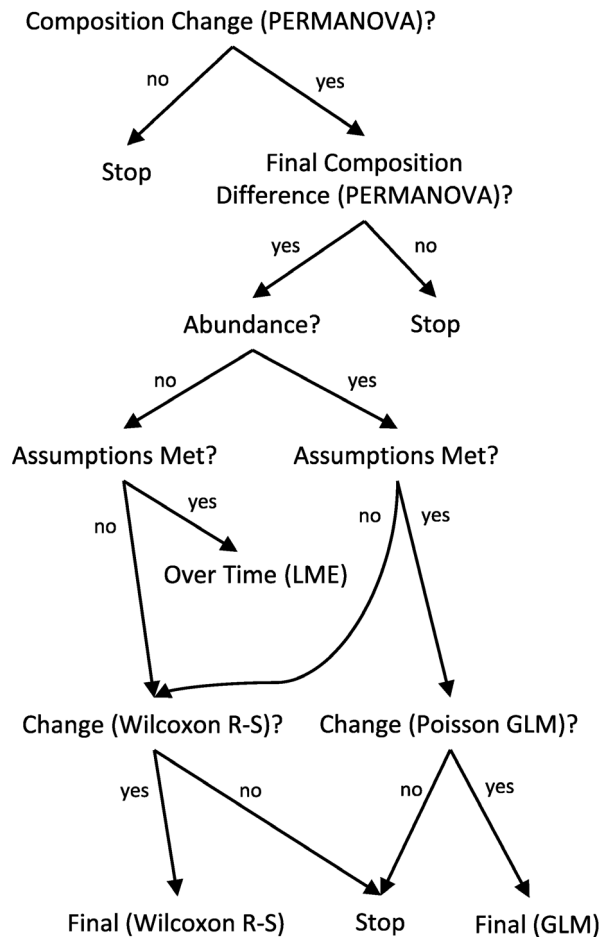 Composition Change (PERMANOVA)?
no
yes
Stop
Final Composition
Difference (PERMANOVA)?
yes
no
Abundance?
Stop
no
yes
Assumptions Met?
Assumptions Met?
no
yes
no
yes
Over Time (LME)
Change (Wilcoxon R-S)?
Change (Poisson GLM)?
yes
no
no
yes
Final (Wilcoxon R-S)
Stop
Final (GLM)